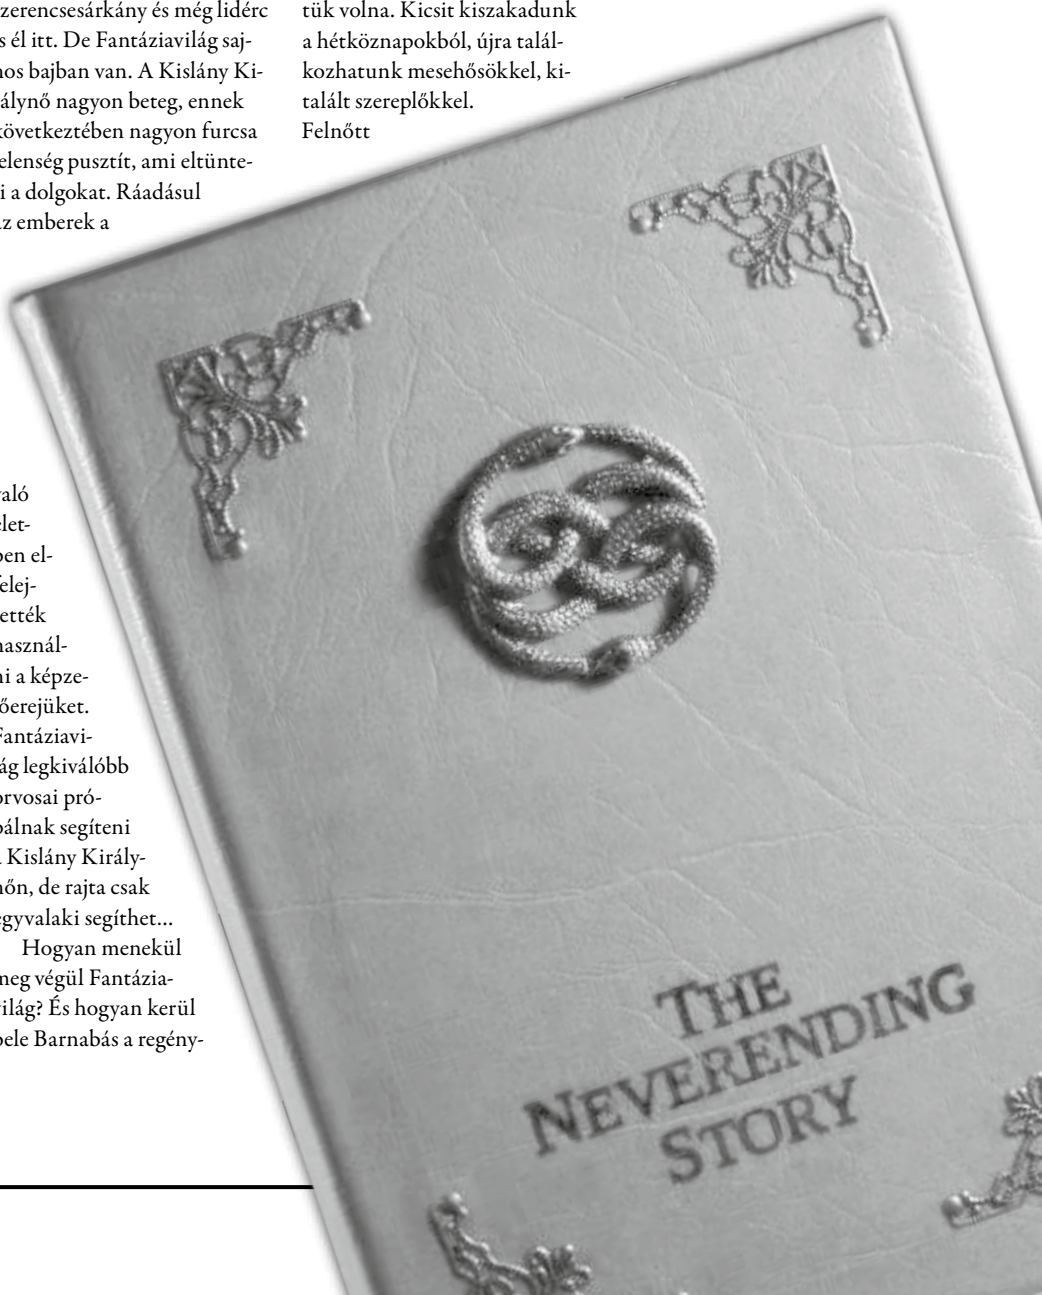 zerencsesárkány és még lidérc
s él itt. De Fantáziavilág saj-
nos bajban van. A Kislány Ki-
álynő nagyon beteg, ennek
következtében nagyon furcsa
elenség pusztít, ami eltünte-
i a dolgokat. Ráadásul
az emberek a
való
élet-
ben el-
felej-
tették
használ-
ni a képze-
őerejüket.
Fantáziavi-
ág legkiválóbb
orvosai pró-
bálnak segíteni
a Kislány Király-
nőn, de rajta csak
egyvalaki segíthet...
Hogyan menekül
meg végül Fantázia-
világ? És hogyan kerül
bele Barnabás a regény-
tük volna. Kicsit kiszakadunk
a hétköznapokból, újra talál-
kozhatunk mesehősökkel, ki-
talált szereplőkkel.
Felnőtt
THE
NEVERENDING
STORY